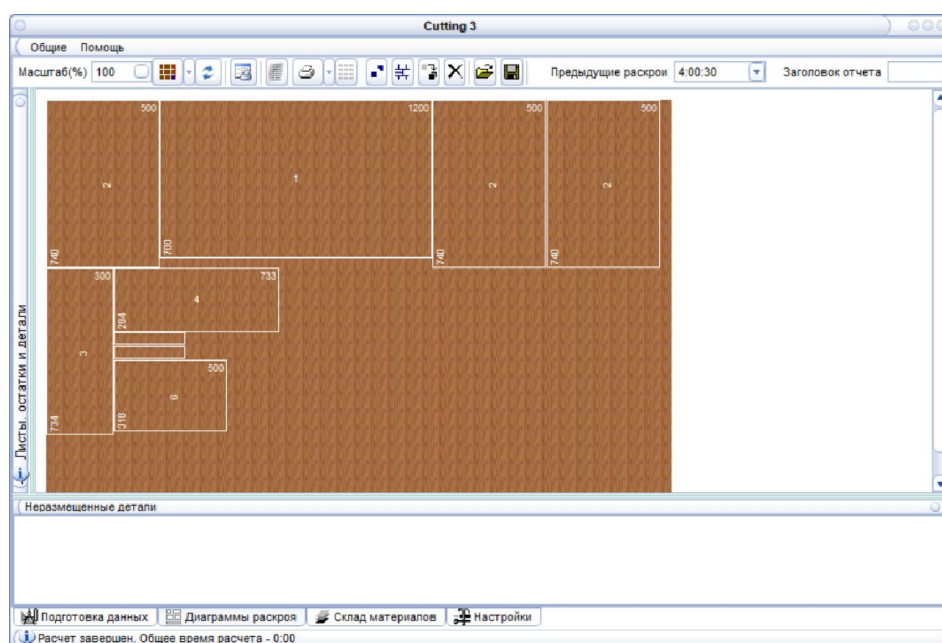 Cutting 3
Общие Помощь
Масштаб(%) 100 Предыдущие раскрои 4:00:30 Заголовок отчета
500 1200 500 500
2 1 2 2
740 700 740 740
300 733
4
284
3
500
6
734 318
Листы, остатки и детали
Неразмещенные детали
Подготовка данных Диаграммы раскроя Склад материалов Настройки
Расчет завершен. Общее время расчета - 0:00